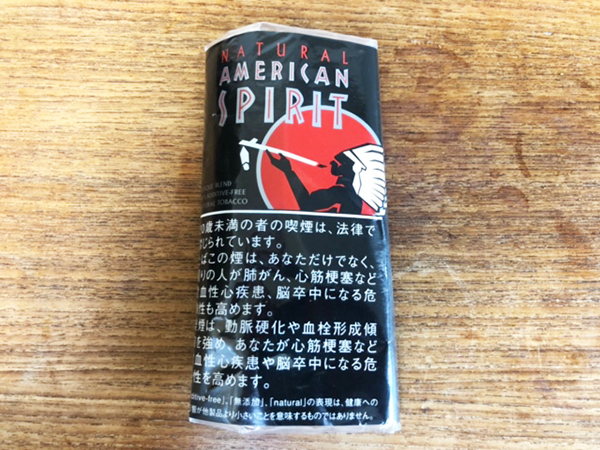 NATURAL
AMERICAN
SPIRIT
BLEND
ADDITIVE-FREE
TOBACCO
0歳未満の者の喫煙は、法律で
じられています。
ばこの煙は、あなただけでなく、
りの人が肺がん、心筋梗塞など
血性心疾患、脳卒中になる危
性も高めます。
煙は、動脈硬化や血栓形成傾
を強め、あなたが心筋梗塞など
血性心疾患や脳卒中になる危
性を高めます。
ditive-free」、「無添加」、「natural」の表現は、健康への
が他製品より小さいことを意味するものではありません。